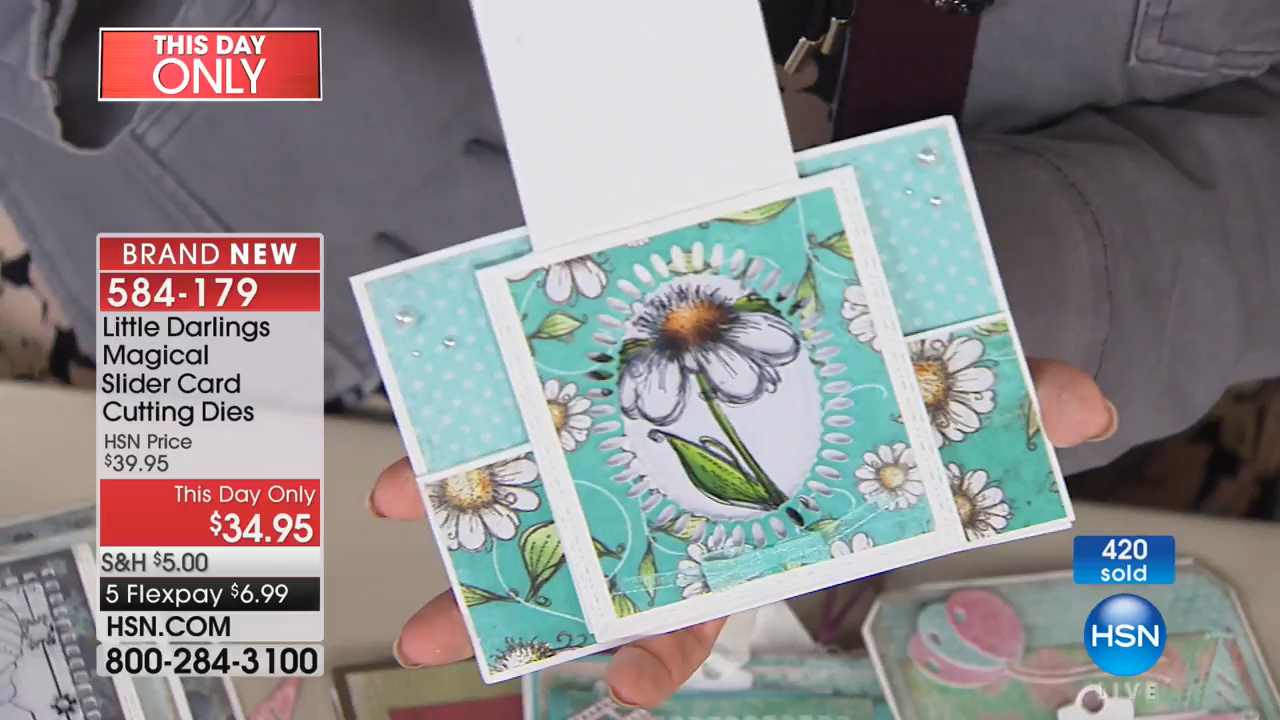 THIS DAY
ONLY
BRAND NEW
584-179
Little Darlings
Magical
Slider Card
Cutting Dies
HSN Price
$39.95
This Day Only
$34.95
S&H $5.00
5 Flexpay $6.99
HSN.COM
800-284-3100
420
sold
HSN
LIVE